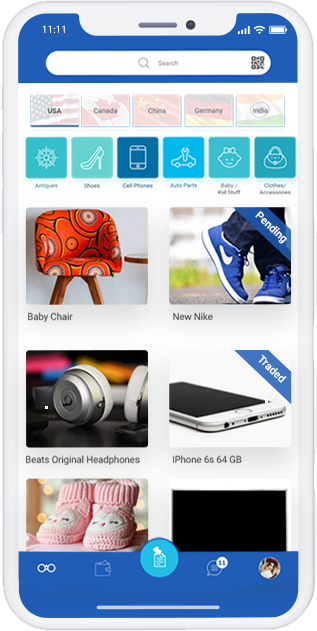 11:11
Search
USA
Canada
China
Germany
India
Antiques
Shoes
Cell Phones
Auto Parts
Baby /
Kid Stuff
Clothes/
Accessories
Pending
Baby Chair
New Nike
Traded
Beats Original Headphones
IPhone 6s 64 GB
11